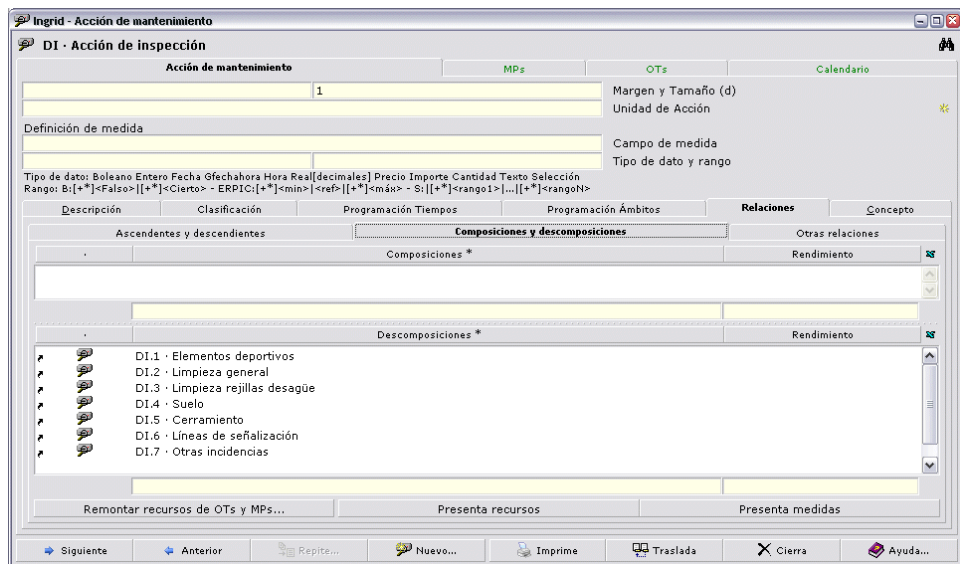 Ingrid - Acción de mantenimiento
DI · Acción de inspección
Acción de mantenimiento MPs OTs Calendario
1 Margen y Tamaño (d)
Unidad de Acción
Definición de medida
Campo de medida
Tipo de dato y rango
Tipo de dato: Boleano Entero Fecha Gfechahora Hora Real[decimales] Precio Importe Cantidad Texto Selección
Rango: B:[+*]<Falso>|[+*]<Cierto> - ERPIC:[+*]<min>|<ref>|[+*]<máx> - S:|[+*]<rango1>|...|[+*]<rangoN>
Descripción Clasificación Programación Tiempos Programación Ámbitos Relaciones Concepto
Ascendentes y descendientes Composiciones y descomposiciones Otras relaciones
· Composiciones * Rendimiento
· Descomposiciones * Rendimiento
DI.1 · Elementos deportivos
DI.2 · Limpieza general
DI.3 · Limpieza rejillas desagüe
DI.4 · Suelo
DI.5 · Cerramiento
DI.6 · Líneas de señalización
DI.7 · Otras incidencias
Remontar recursos de OTs y MPs... Presenta recursos Presenta medidas
Siguiente Anterior Repite... Nuevo... Imprime Traslada Cierra Ayuda...